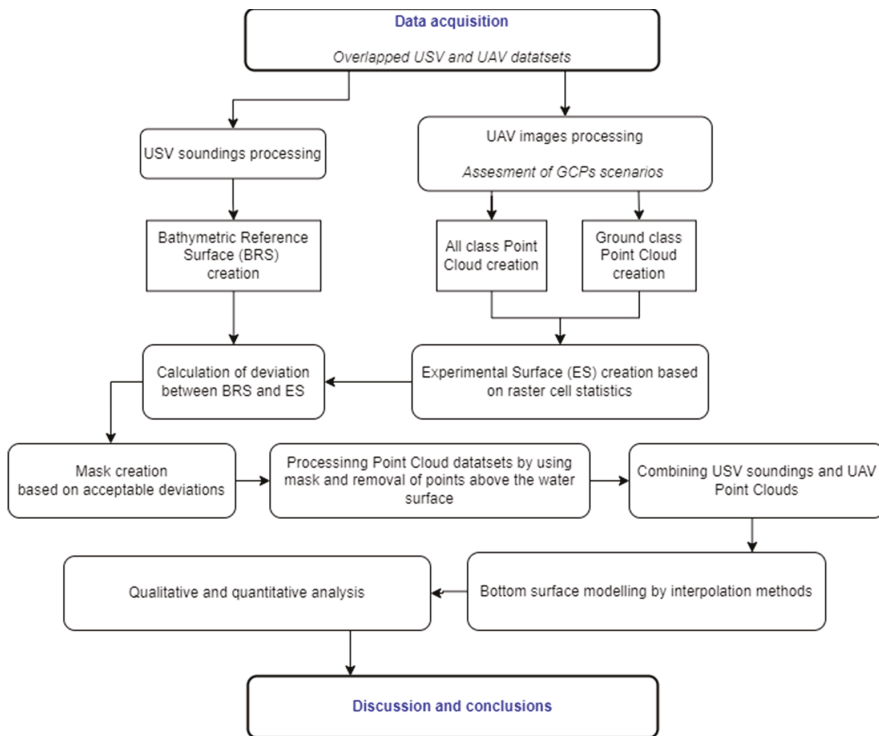 Data acquisition
Overlapped USV and UAV datatsets
USV soundings processing
UAV images processing
Assesment of GCPs scenarios
Bathymetric Reference
Surface (BRS)
creation
All class Point
Cloud creation
Ground class
Point Cloud
creation
Calculation of deviation
between BRS and ES
Experimental Surface (ES) creation based
on raster cell statistics
Mask creation
based on acceptable deviations
Processinng Point Cloud datatsets by using
mask and removal of points above the water
surface
Combining USV soundings and UAV
Point Clouds
Qualitative and quantitative analysis
Bottom surface modelling by interpolation methods
Discussion and conclusions